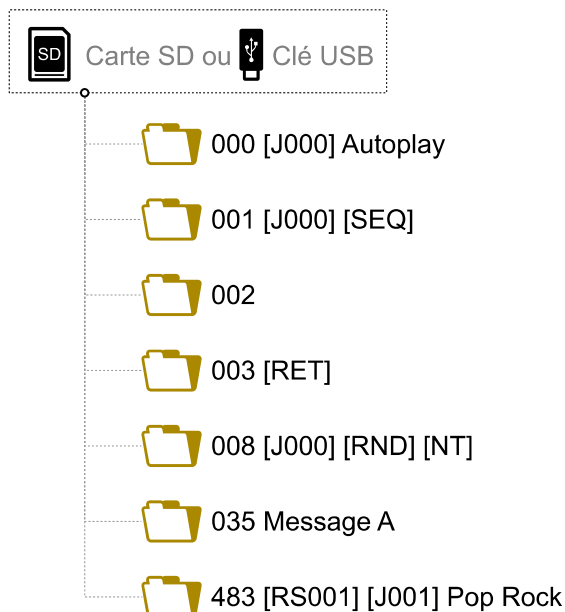 SD Carte SD ou Clé USB
000 [J000] Autoplay
001 [J000] [SEQ]
002
003 [RET]
008 [J000] [RND] [NT]
035 Message A
483 [RS001] [J001] Pop Rock